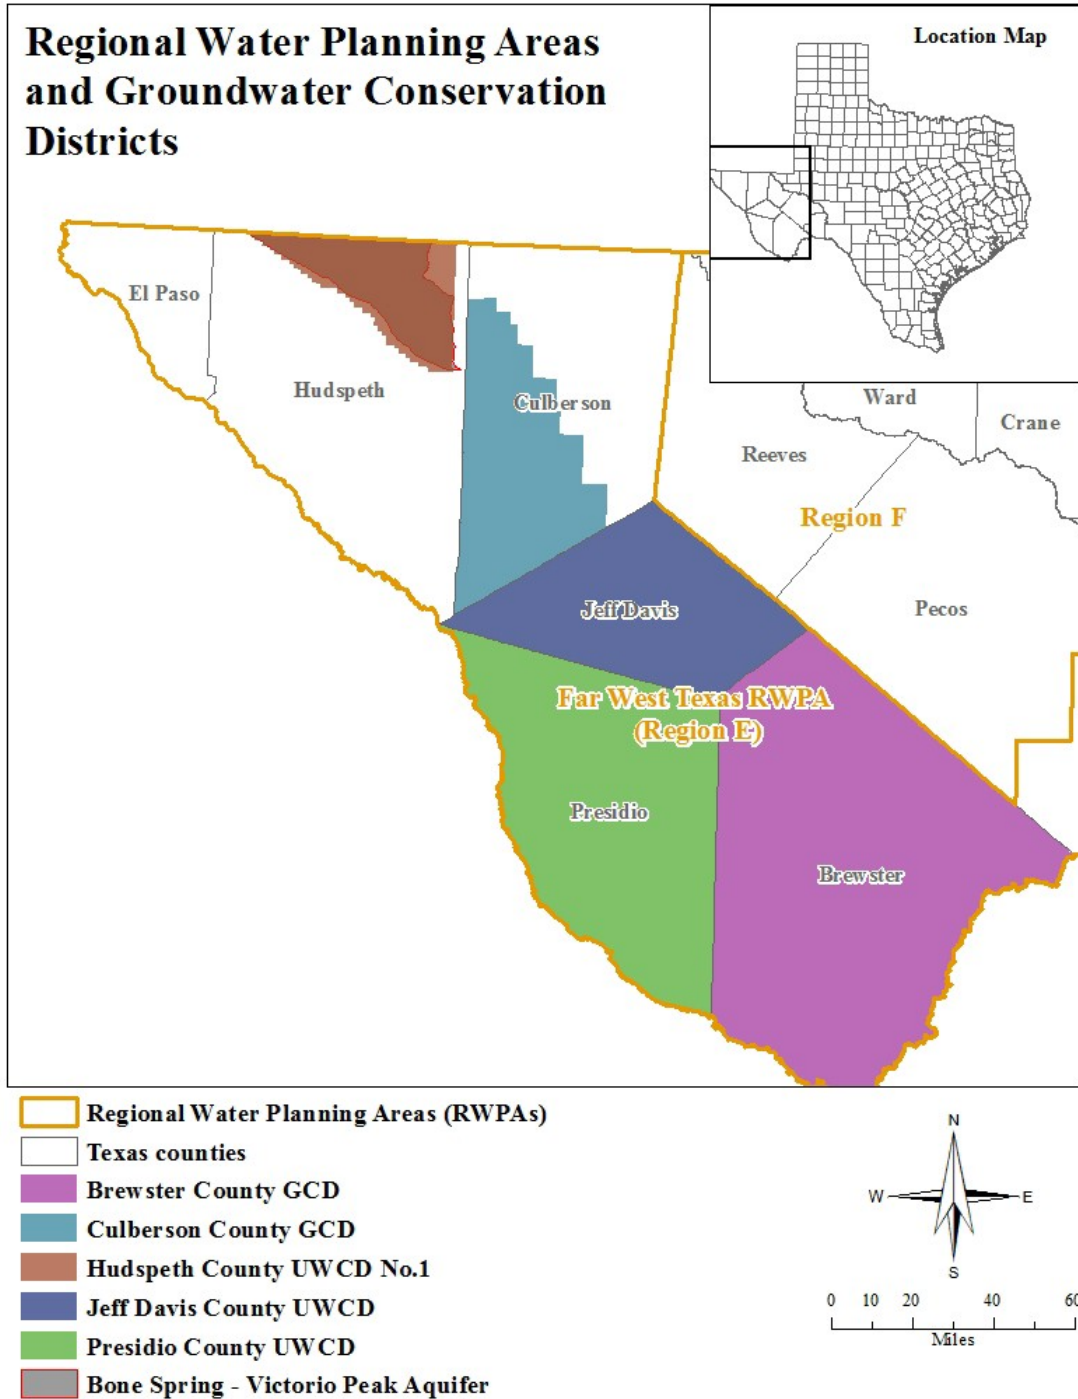 Regional Water Planning Areas
and Groundwater Conservation
Districts
Location Map
El Paso
Hudspeth
Culberson
Ward
Crane
Reeves
Region F
Jeff Davis
Pecos
Far West Texas RWPA
(Region E)
Presidio
Brewster
Regional Water Planning Areas (RWPAs)
Texas counties
Brewster County GCD
Culberson County GCD
Hudspeth County UWCD No.1
Jeff Davis County UWCD
Presidio County UWCD
Bone Spring - Victorio Peak Aquifer
N
W E
S
0 10 20 40 60
Miles